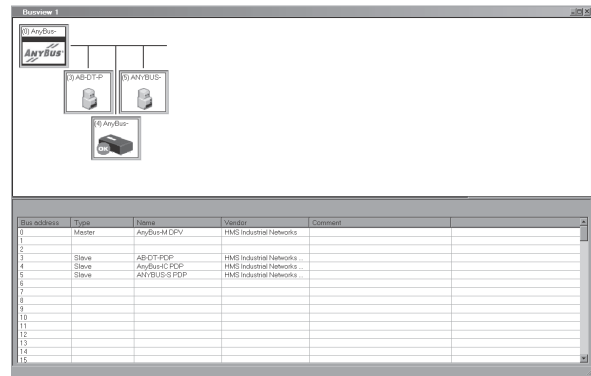 Busview 1
(0) AnyBus-
ANYBUS
(3) AB-DT-P
(5) ANYBUS-
(4) AnyBus-
OK
Bus address Type Name Vendor Comment
0 Master AnyBus-M DPV HMS Industrial Networks
1
2
3 Slave AB-DT-PDP HMS Industrial Networks ...
4 Slave AnyBus-IC PDP HMS Industrial Networks ...
5 Slave ANYBUS-S PDP HMS Industrial Networks ...
6
7
8
9
10
11
12
13
14
15